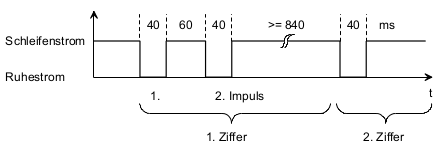 40 60 40 >= 840 40 ms
Schleifenstrom
Ruhestrom
t
1. 2. Impuls
1. Ziffer 2. Ziffer